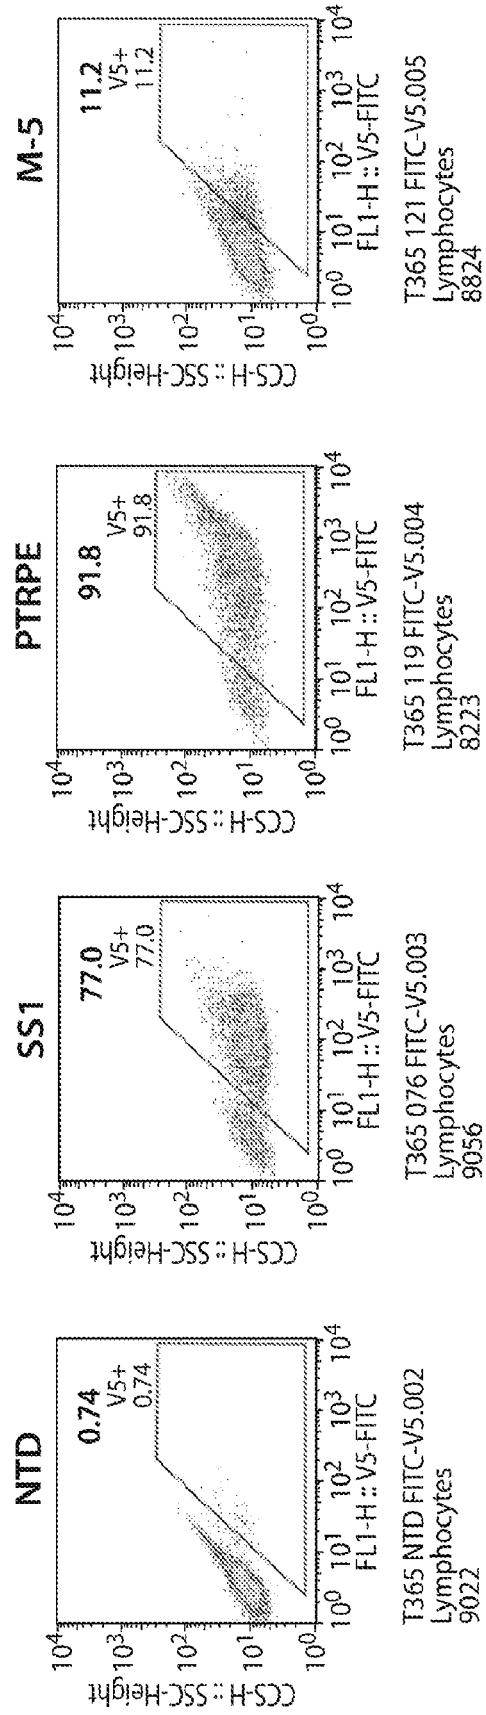 NTD
0.74
V5+
0.74
10⁴
10³
10²
10¹
10⁰
CCS-H :: SSC-Height
10⁰ 10¹ 10² 10³ 10⁴
FL1-H :: V5-FITC
T365 NTD FITC-V5.002
Lymphocytes
9022
SS1
77.0
V5+
77.0
10⁴
10³
10²
10¹
10⁰
CCS-H :: SSC-Height
10⁰ 10¹ 10² 10³ 10⁴
FL1-H :: V5-FITC
T365 076 FITC-V5.003
Lymphocytes
9056
PTRPE
91.8
V5+
91.8
10⁴
10³
10²
10¹
10⁰
CCS-H :: SSC-Height
10⁰ 10¹ 10² 10³ 10⁴
FL1-H :: V5-FITC
T365 119 FITC-V5.004
Lymphocytes
8223
M-5
11.2
V5+
11.2
10⁴
10³
10²
10¹
10⁰
CCS-H :: SSC-Height
10⁰ 10¹ 10² 10³ 10⁴
FL1-H :: V5-FITC
T365 121 FITC-V5.005
Lymphocytes
8824